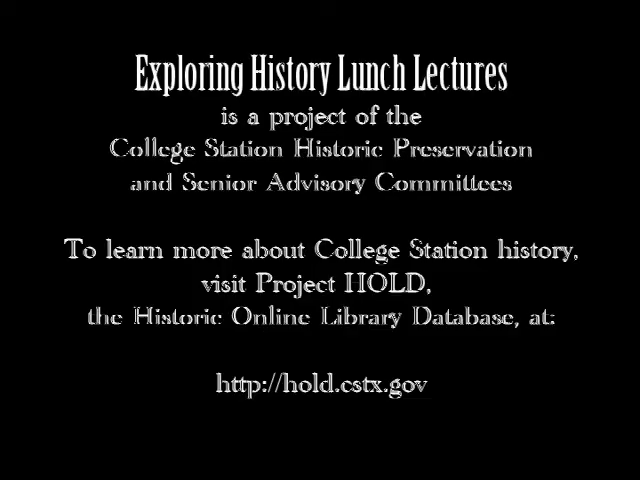 Exploring History Lunch Lectures
is a project of the
College Station Historic Preservation
and Senior Advisory Committees
To learn more about College Station history,
visit Project HOLD,
the Historic Online Library Database, at:
http://hold.cstx.gov